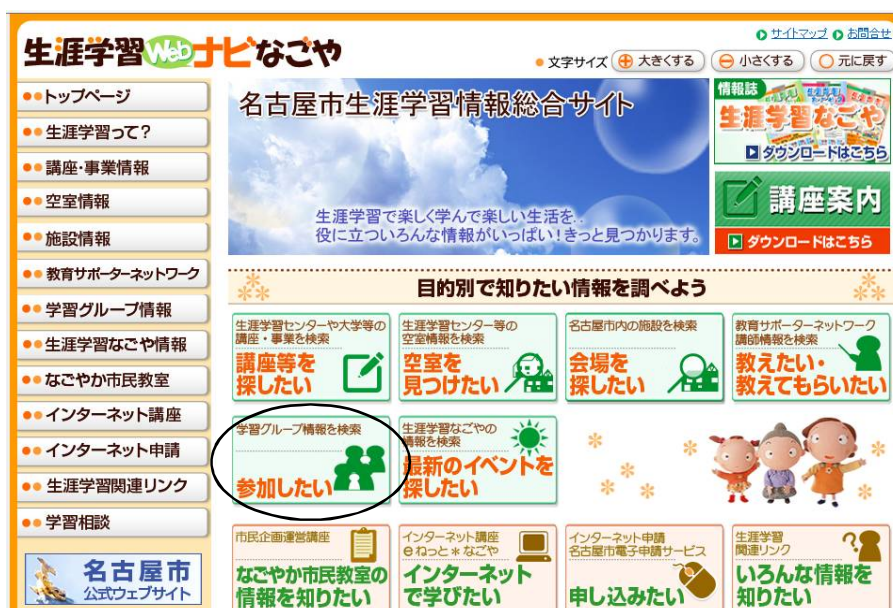 サイトマップ お問合せ
生涯学習Webナビなごや
文字サイズ 大きくする 小さくする 元に戻す
トップページ
生涯学習って?
講座・事業情報
空室情報
施設情報
教育サポーターネットワーク
学習グループ情報
生涯学習なごや情報
なごやか市民教室
インターネット講座
インターネット申請
生涯学習関連リンク
学習相談
名古屋市
公式ウェブサイト
名古屋市生涯学習情報総合サイト
生涯学習で楽しく学んで楽しい生活を..
役に立ついろんな情報がいっぱい!きっと見つかります。
情報誌
生涯学習なごや
ダウンロードはこちら
講座案内
ダウンロードはこちら
目的別で知りたい情報を調べよう
生涯学習センターや大学等の
講座・事業を検索
講座等を
探したい
生涯学習センター等の
空室情報を検索
空室を
見つけたい
名古屋市内の施設を検索
会場を
探したい
教育サポーターネットワーク
講師情報を検索
教えたい・
教えてもらいたい
学習グループ情報を検索
参加したい
生涯学習なごやの
情報を検索
最新のイベントを
探したい
市民企画運営講座
なごやか市民教室の
情報を知りたい
インターネット講座
eねっと*なごや
インターネット
で学びたい
インターネット申請
名古屋市電子申請サービス
申し込みたい
生涯学習
関連リンク
いろんな情報を
知りたい